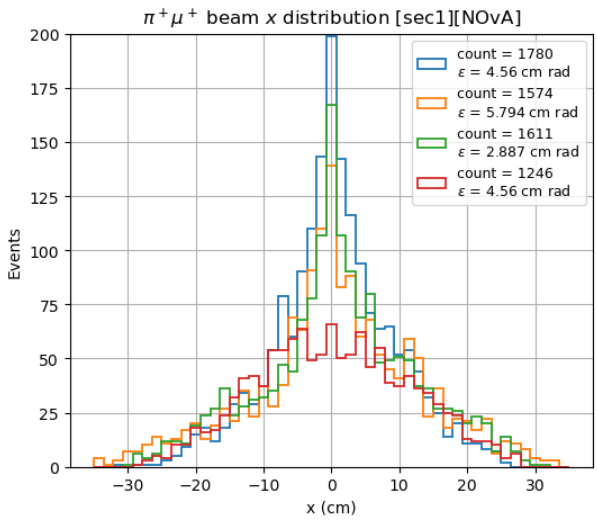 π⁺μ⁺ beam x distribution [sec1][NOvA]
count = 1780
ε = 4.56 cm rad
count = 1574
ε = 5.794 cm rad
count = 1611
ε = 2.887 cm rad
count = 1246
ε = 4.56 cm rad
200
175
150
125
100
75
50
25
0
Events
−30 −20 −10 0 10 20 30
x (cm)